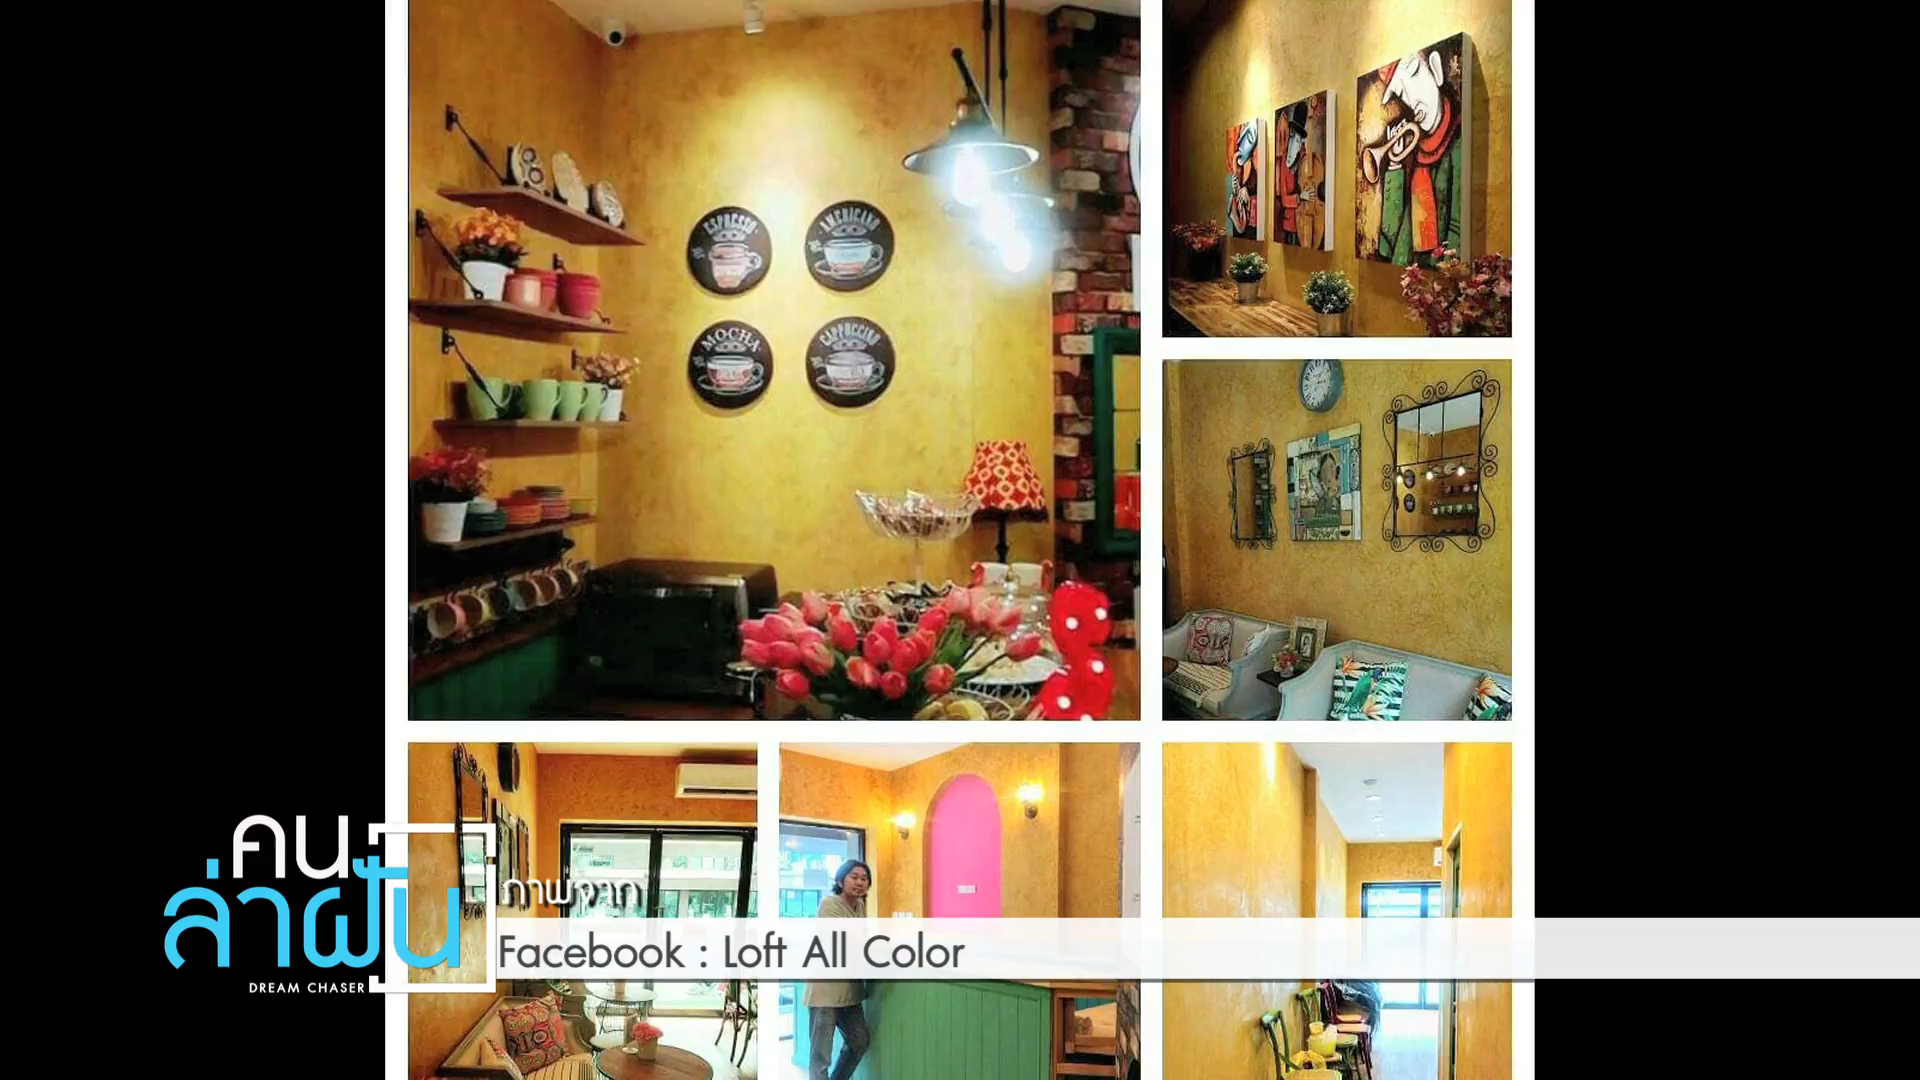 ESPRESSO
AMERICANO
MOCHA
CAPPUCCINO
คน
ล่าฝัน
DREAM CHASER
ภาพจาก
Facebook : Loft All Color